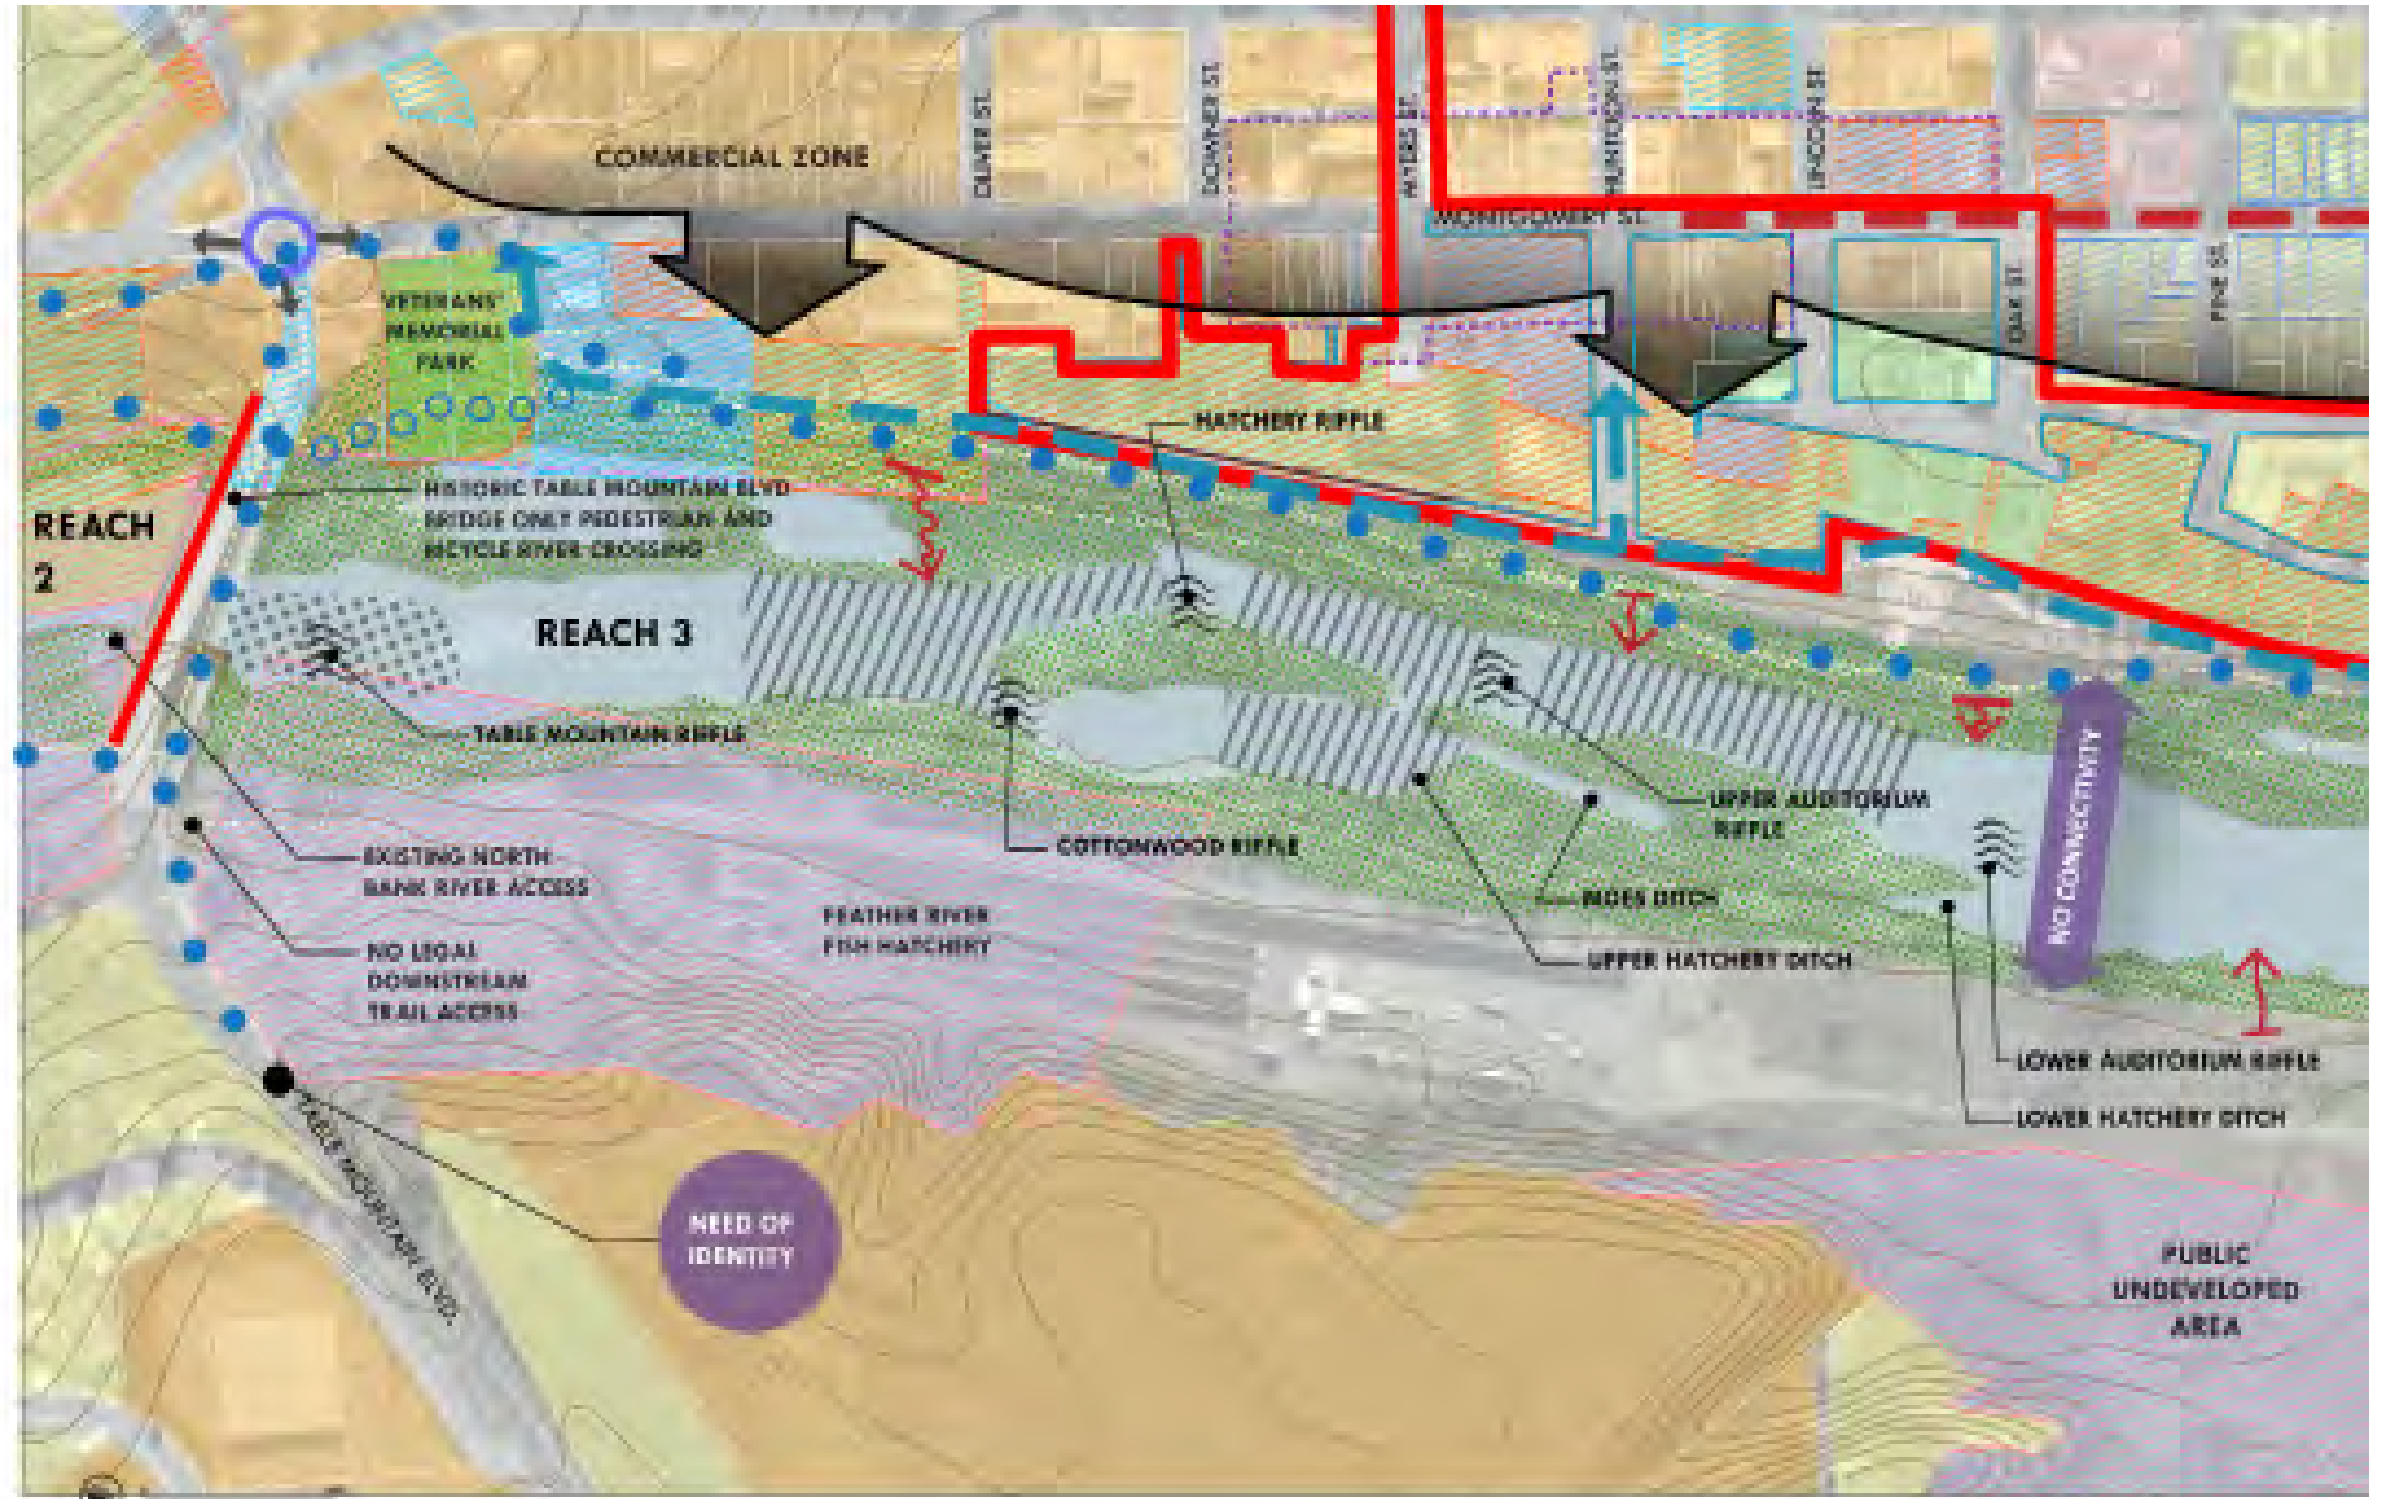 COMMERCIAL ZONE
OLIVER ST.
DOWNER ST.
MYERS ST.
HUNTOON ST.
LINCOLN ST.
MONTGOMERY ST.
OAK ST.
PINE ST.
VETERANS'
MEMORIAL
PARK
HATCHERY RIFFLE
HISTORIC TABLE MOUNTAIN BLVD
BRIDGE ONLY PEDESTRIAN AND
BICYCLE RIVER CROSSING
REACH
2
REACH 3
TABLE MOUNTAIN RIFFLE
COTTONWOOD RIFFLE
UPPER AUDITORIUM
RIFFLE
MOES DITCH
UPPER HATCHERY DITCH
NO CONNECTIVITY
EXISTING NORTH
BANK RIVER ACCESS
FEATHER RIVER
FISH HATCHERY
NO LEGAL
DOWNSTREAM
TRAIL ACCESS
LOWER AUDITORIUM RIFFLE
LOWER HATCHERY DITCH
TABLE MOUNTAIN BLVD.
NEED OF
IDENTITY
PUBLIC
UNDEVELOPED
AREA